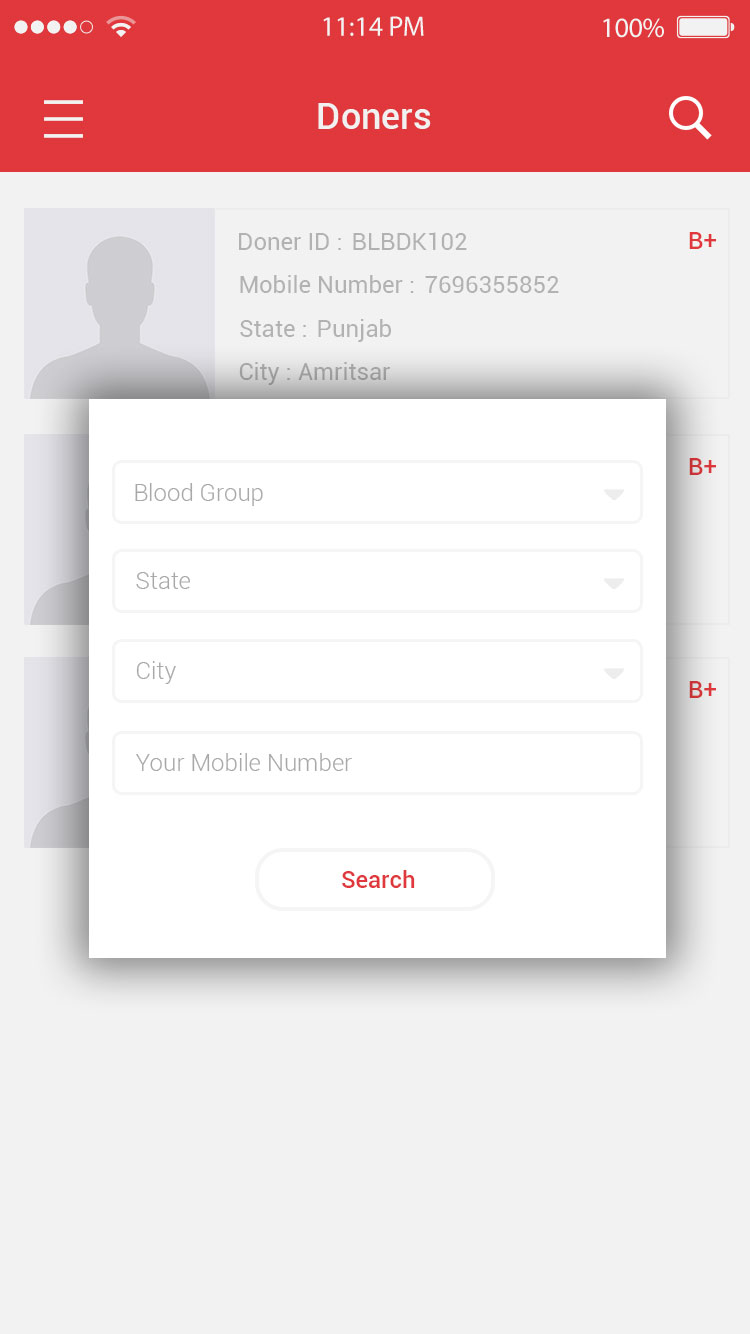 11:14 PM 100%
Doners
Doner ID : BLBDK102 B+
Mobile Number : 7696355852
State : Punjab
City : Amritsar
B+
Blood Group
State
City
B+
Your Mobile Number
Search